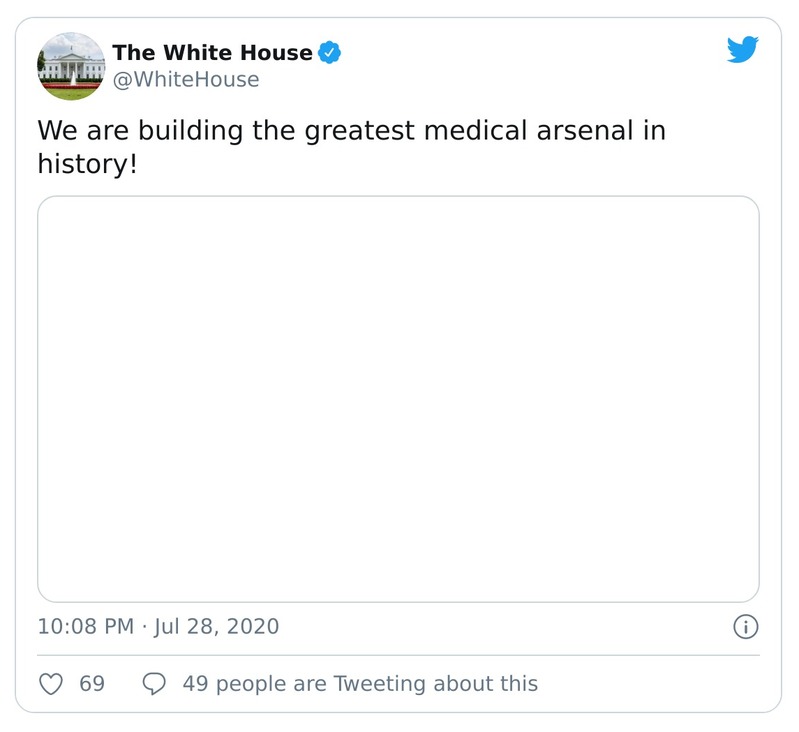 The White House
@WhiteHouse
We are building the greatest medical arsenal in
history!
10:08 PM · Jul 28, 2020
69 49 people are Tweeting about this